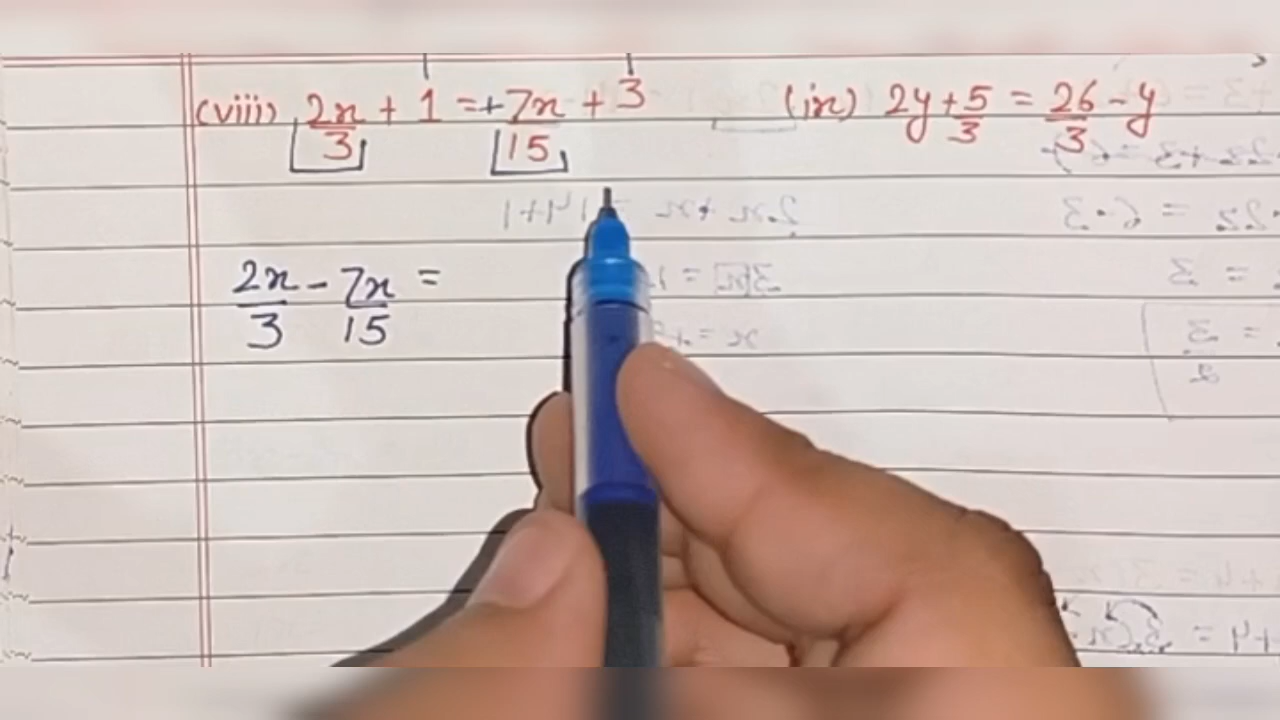 (viii) 2x/3 + 1 = +7x/15 + 3
(ix) 2y + 5/3 = 26/3 - y
2x/3 - 7x/15 =